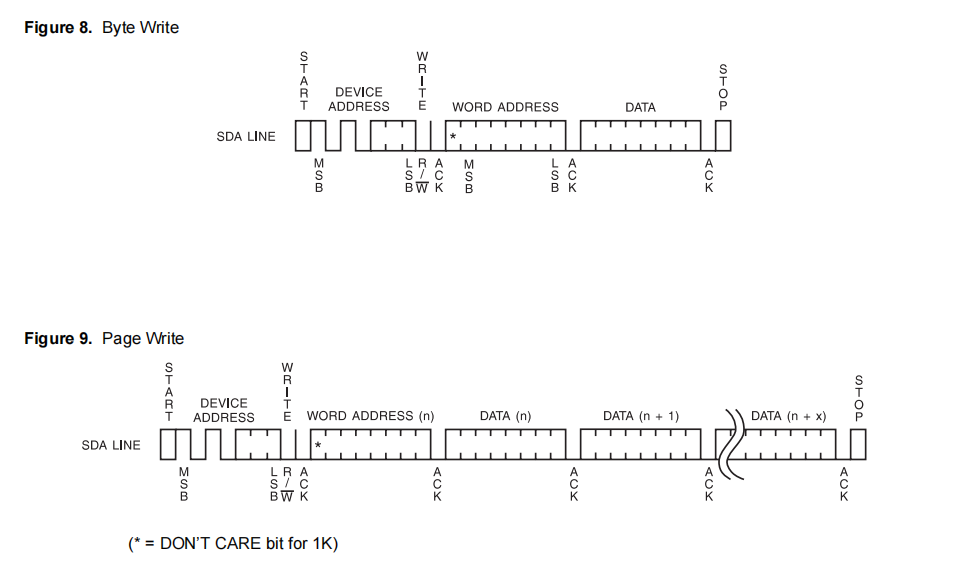 Figure 8. Byte Write
START
DEVICE ADDRESS
WRITE
WORD ADDRESS
DATA
STOP
SDA LINE
*
MSB
LSB
R/W
ACK
MSB
LSB
ACK
ACK
Figure 9. Page Write
START
DEVICE ADDRESS
WRITE
WORD ADDRESS (n)
DATA (n)
DATA (n + 1)
DATA (n + x)
STOP
SDA LINE
*
MSB
LSB
R/W
ACK
ACK
ACK
ACK
ACK
(* = DON'T CARE bit for 1K)